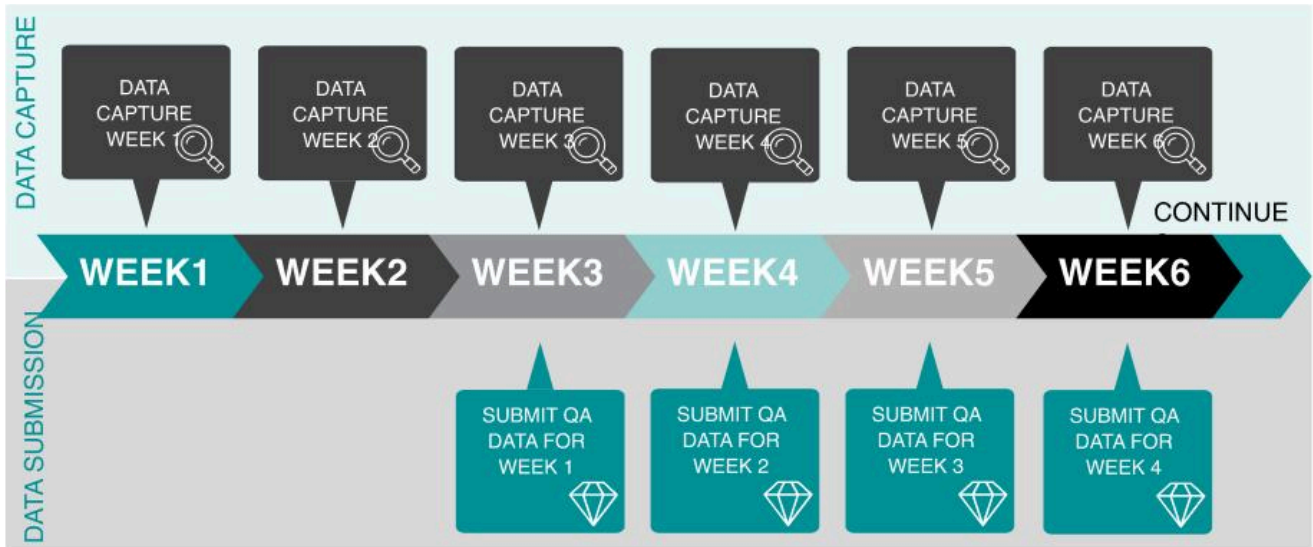 DATA CAPTURE
DATA
CAPTURE
WEEK 1
DATA
CAPTURE
WEEK 2
DATA
CAPTURE
WEEK 3
DATA
CAPTURE
WEEK 4
DATA
CAPTURE
WEEK 5
DATA
CAPTURE
WEEK 6
CONTINUE
WEEK1
WEEK2
WEEK3
WEEK4
WEEK5
WEEK6
DATA SUBMISSION
SUBMIT QA
DATA FOR
WEEK 1
SUBMIT QA
DATA FOR
WEEK 2
SUBMIT QA
DATA FOR
WEEK 3
SUBMIT QA
DATA FOR
WEEK 4